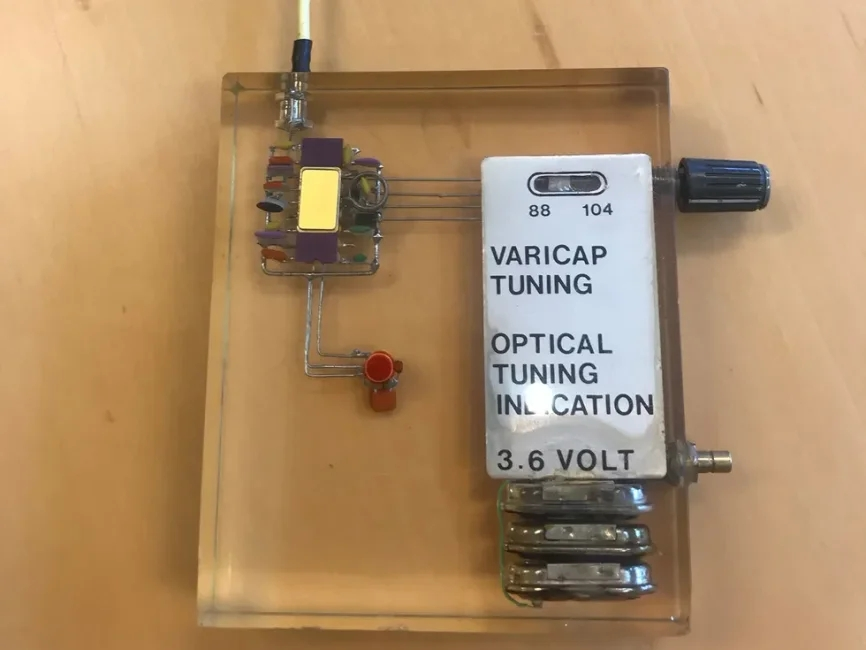 88 104
VARICAP
TUNING
OPTICAL
TUNING
INDICATION
3.6 VOLT